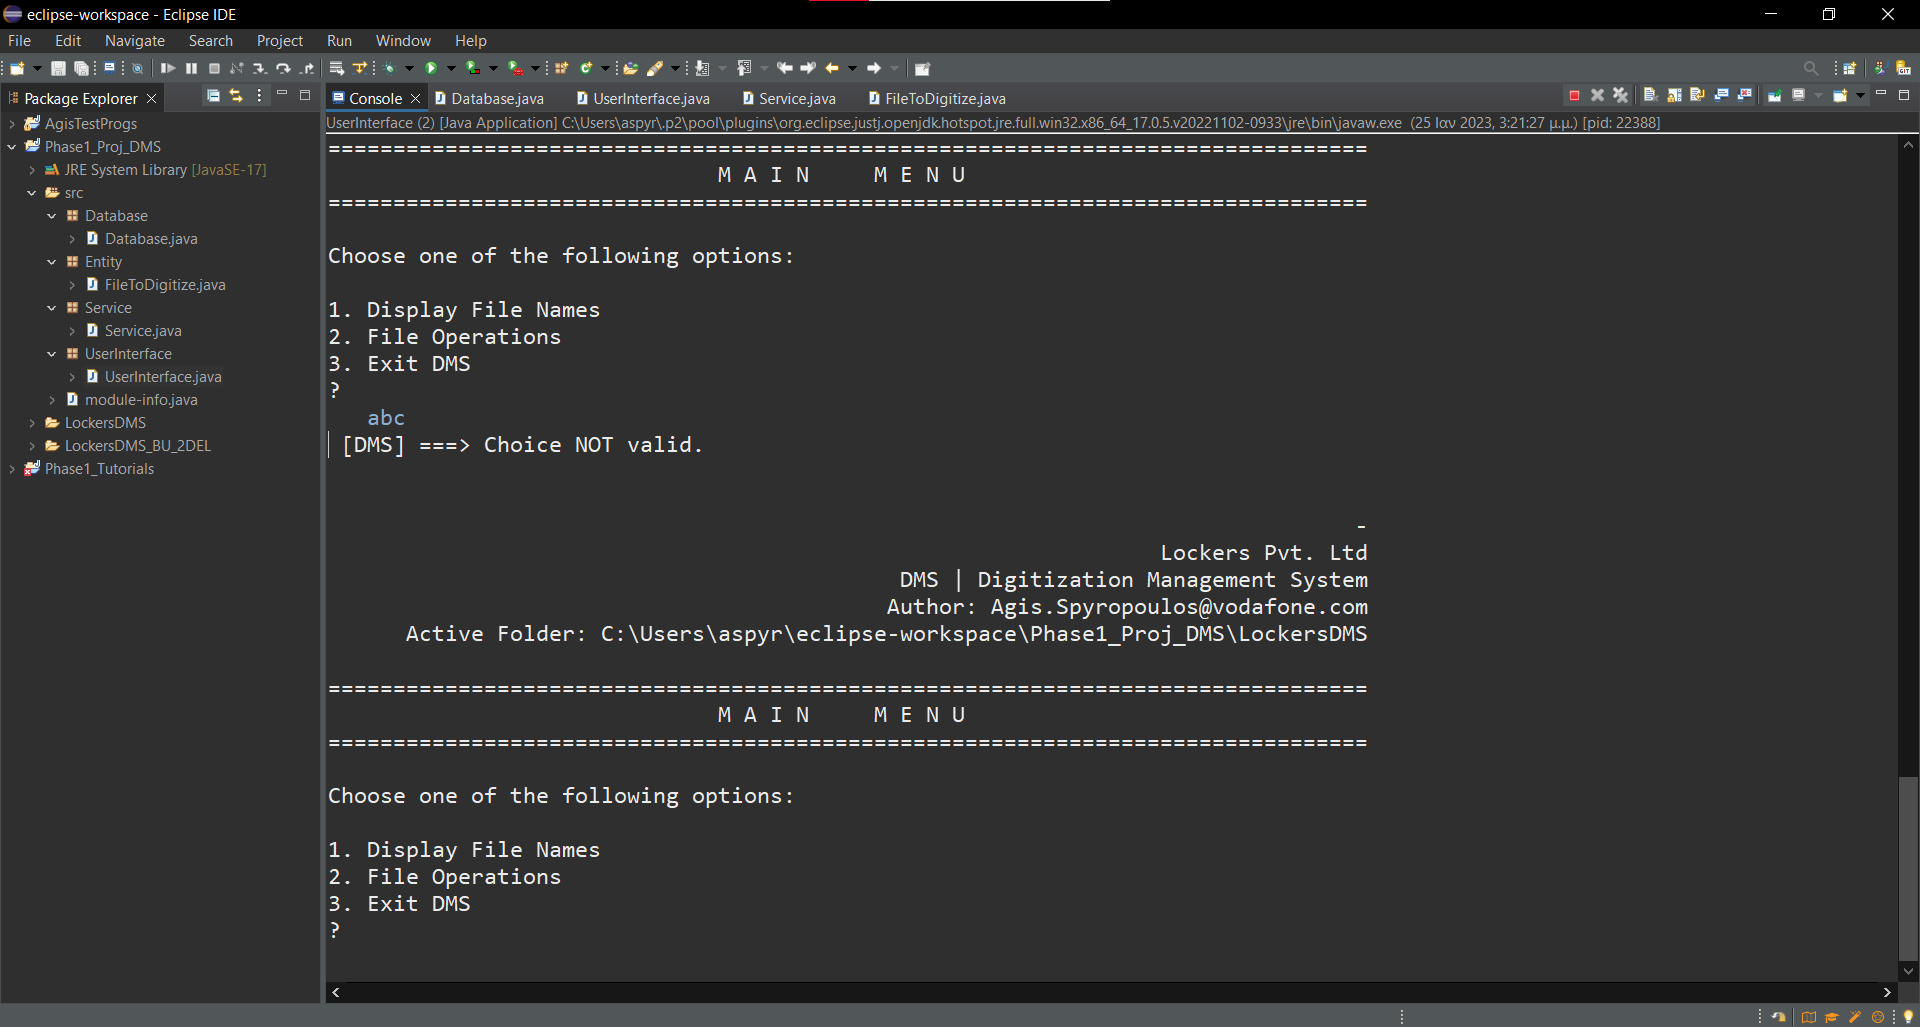 eclipse-workspace - Eclipse IDE
File Edit Navigate Search Project Run Window Help
Package Explorer
AgisTestProgs
Phase1_Proj_DMS
JRE System Library [JavaSE-17]
src
Database
Database.java
Entity
FileToDigitize.java
Service
Service.java
UserInterface
UserInterface.java
module-info.java
LockersDMS
LockersDMS_BU_2DEL
Phase1_Tutorials
Console Database.java UserInterface.java Service.java FileToDigitize.java
UserInterface (2) [Java Application] C:\Users\aspyr\.p2\pool\plugins\org.eclipse.justj.openjdk.hotspot.jre.full.win32.x86_64_17.0.5.v20221102-0933\jre\bin\javaw.exe (25 Ιαν 2023, 3:21:27 μ.μ.) [pid: 22388]
================================================================================
M A I N     M E N U
================================================================================
Choose one of the following options:
1. Display File Names
2. File Operations
3. Exit DMS
?
abc
[DMS] ===> Choice NOT valid.
-
Lockers Pvt. Ltd
DMS | Digitization Management System
Author: Agis.Spyropoulos@vodafone.com
Active Folder: C:\Users\aspyr\eclipse-workspace\Phase1_Proj_DMS\LockersDMS
================================================================================
M A I N     M E N U
================================================================================
Choose one of the following options:
1. Display File Names
2. File Operations
3. Exit DMS
?